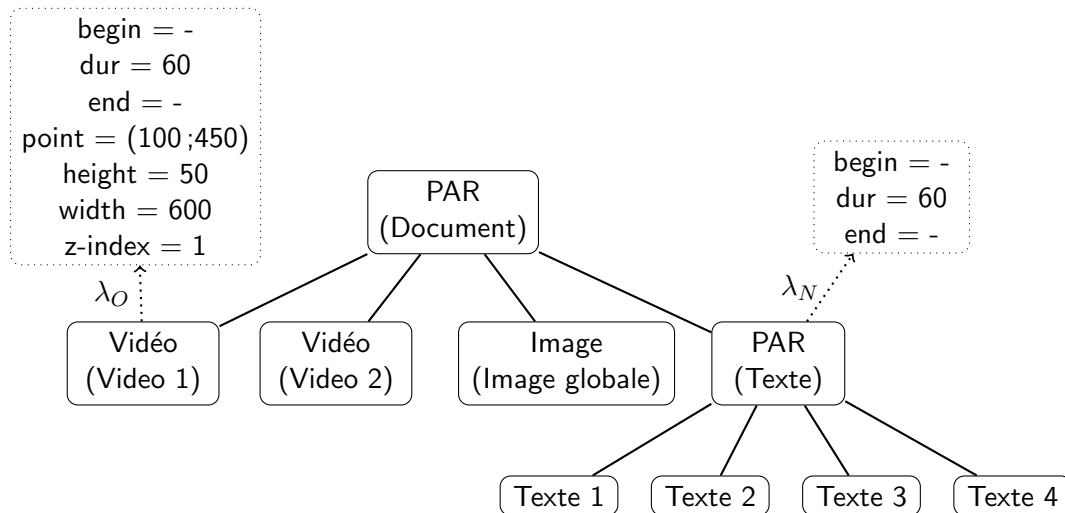 begin = -
dur = 60
end = -
point = (100 ;450)
height = 50
width = 600
z-index = 1
begin = -
dur = 60
end = -
PAR
(Document)
λO
λN
Vidéo
(Video 1)
Vidéo
(Video 2)
Image
(Image globale)
PAR
(Texte)
Texte 1
Texte 2
Texte 3
Texte 4